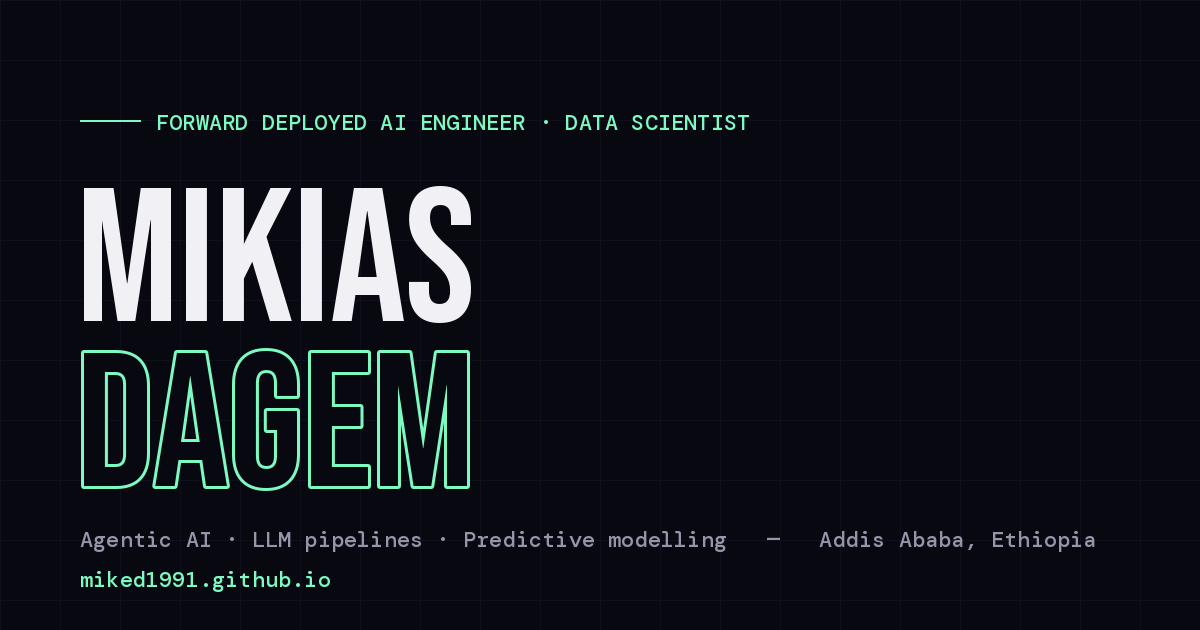 FORWARD DEPLOYED AI ENGINEER · DATA SCIENTIST
MIKIAS
DAGEM
Agentic AI · LLM pipelines · Predictive modelling — Addis Ababa, Ethiopia
miked1991.github.io